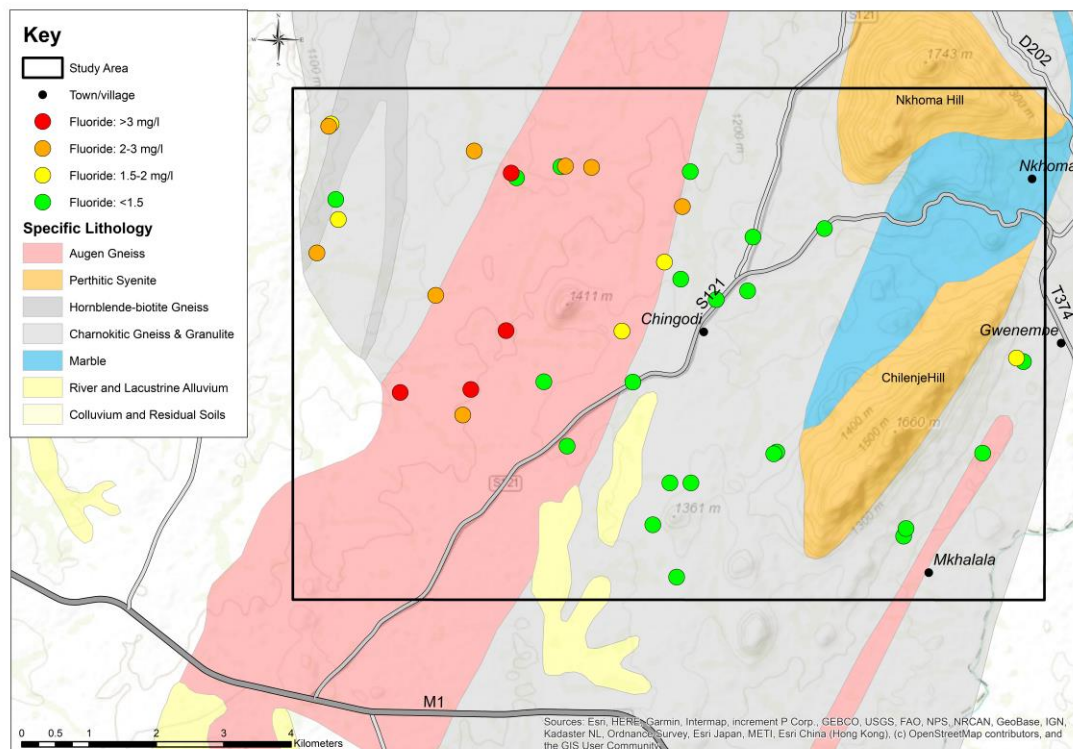 Key
Study Area
Town/village
Fluoride: >3 mg/l
Fluoride: 2-3 mg/l
Fluoride: 1.5-2 mg/l
Fluoride: <1.5
Specific Lithology
Augen Gneiss
Perthitic Syenite
Hornblende-biotite Gneiss
Charnokitic Gneiss & Granulite
Marble
River and Lacustrine Alluvium
Colluvium and Residual Soils
1100 m
S121
1743 m
D202
Nkhoma Hill
1300 m
1200 m
Nkhoma
1411 m
S121
Chingodi
T374
Gwenembe
ChilenjeHill
1400 m
1500 m
1660 m
S121
1361 m
1300 m
Mkhalala
M1
0 0.5 1 2 3 4
Kilometers
Sources: Esri, HERE, Garmin, Intermap, increment P Corp., GEBCO, USGS, FAO, NPS, NRCAN, GeoBase, IGN,
Kadaster NL, Ordnance Survey, Esri Japan, METI, Esri China (Hong Kong), (c) OpenStreetMap contributors, and
the GIS User Community